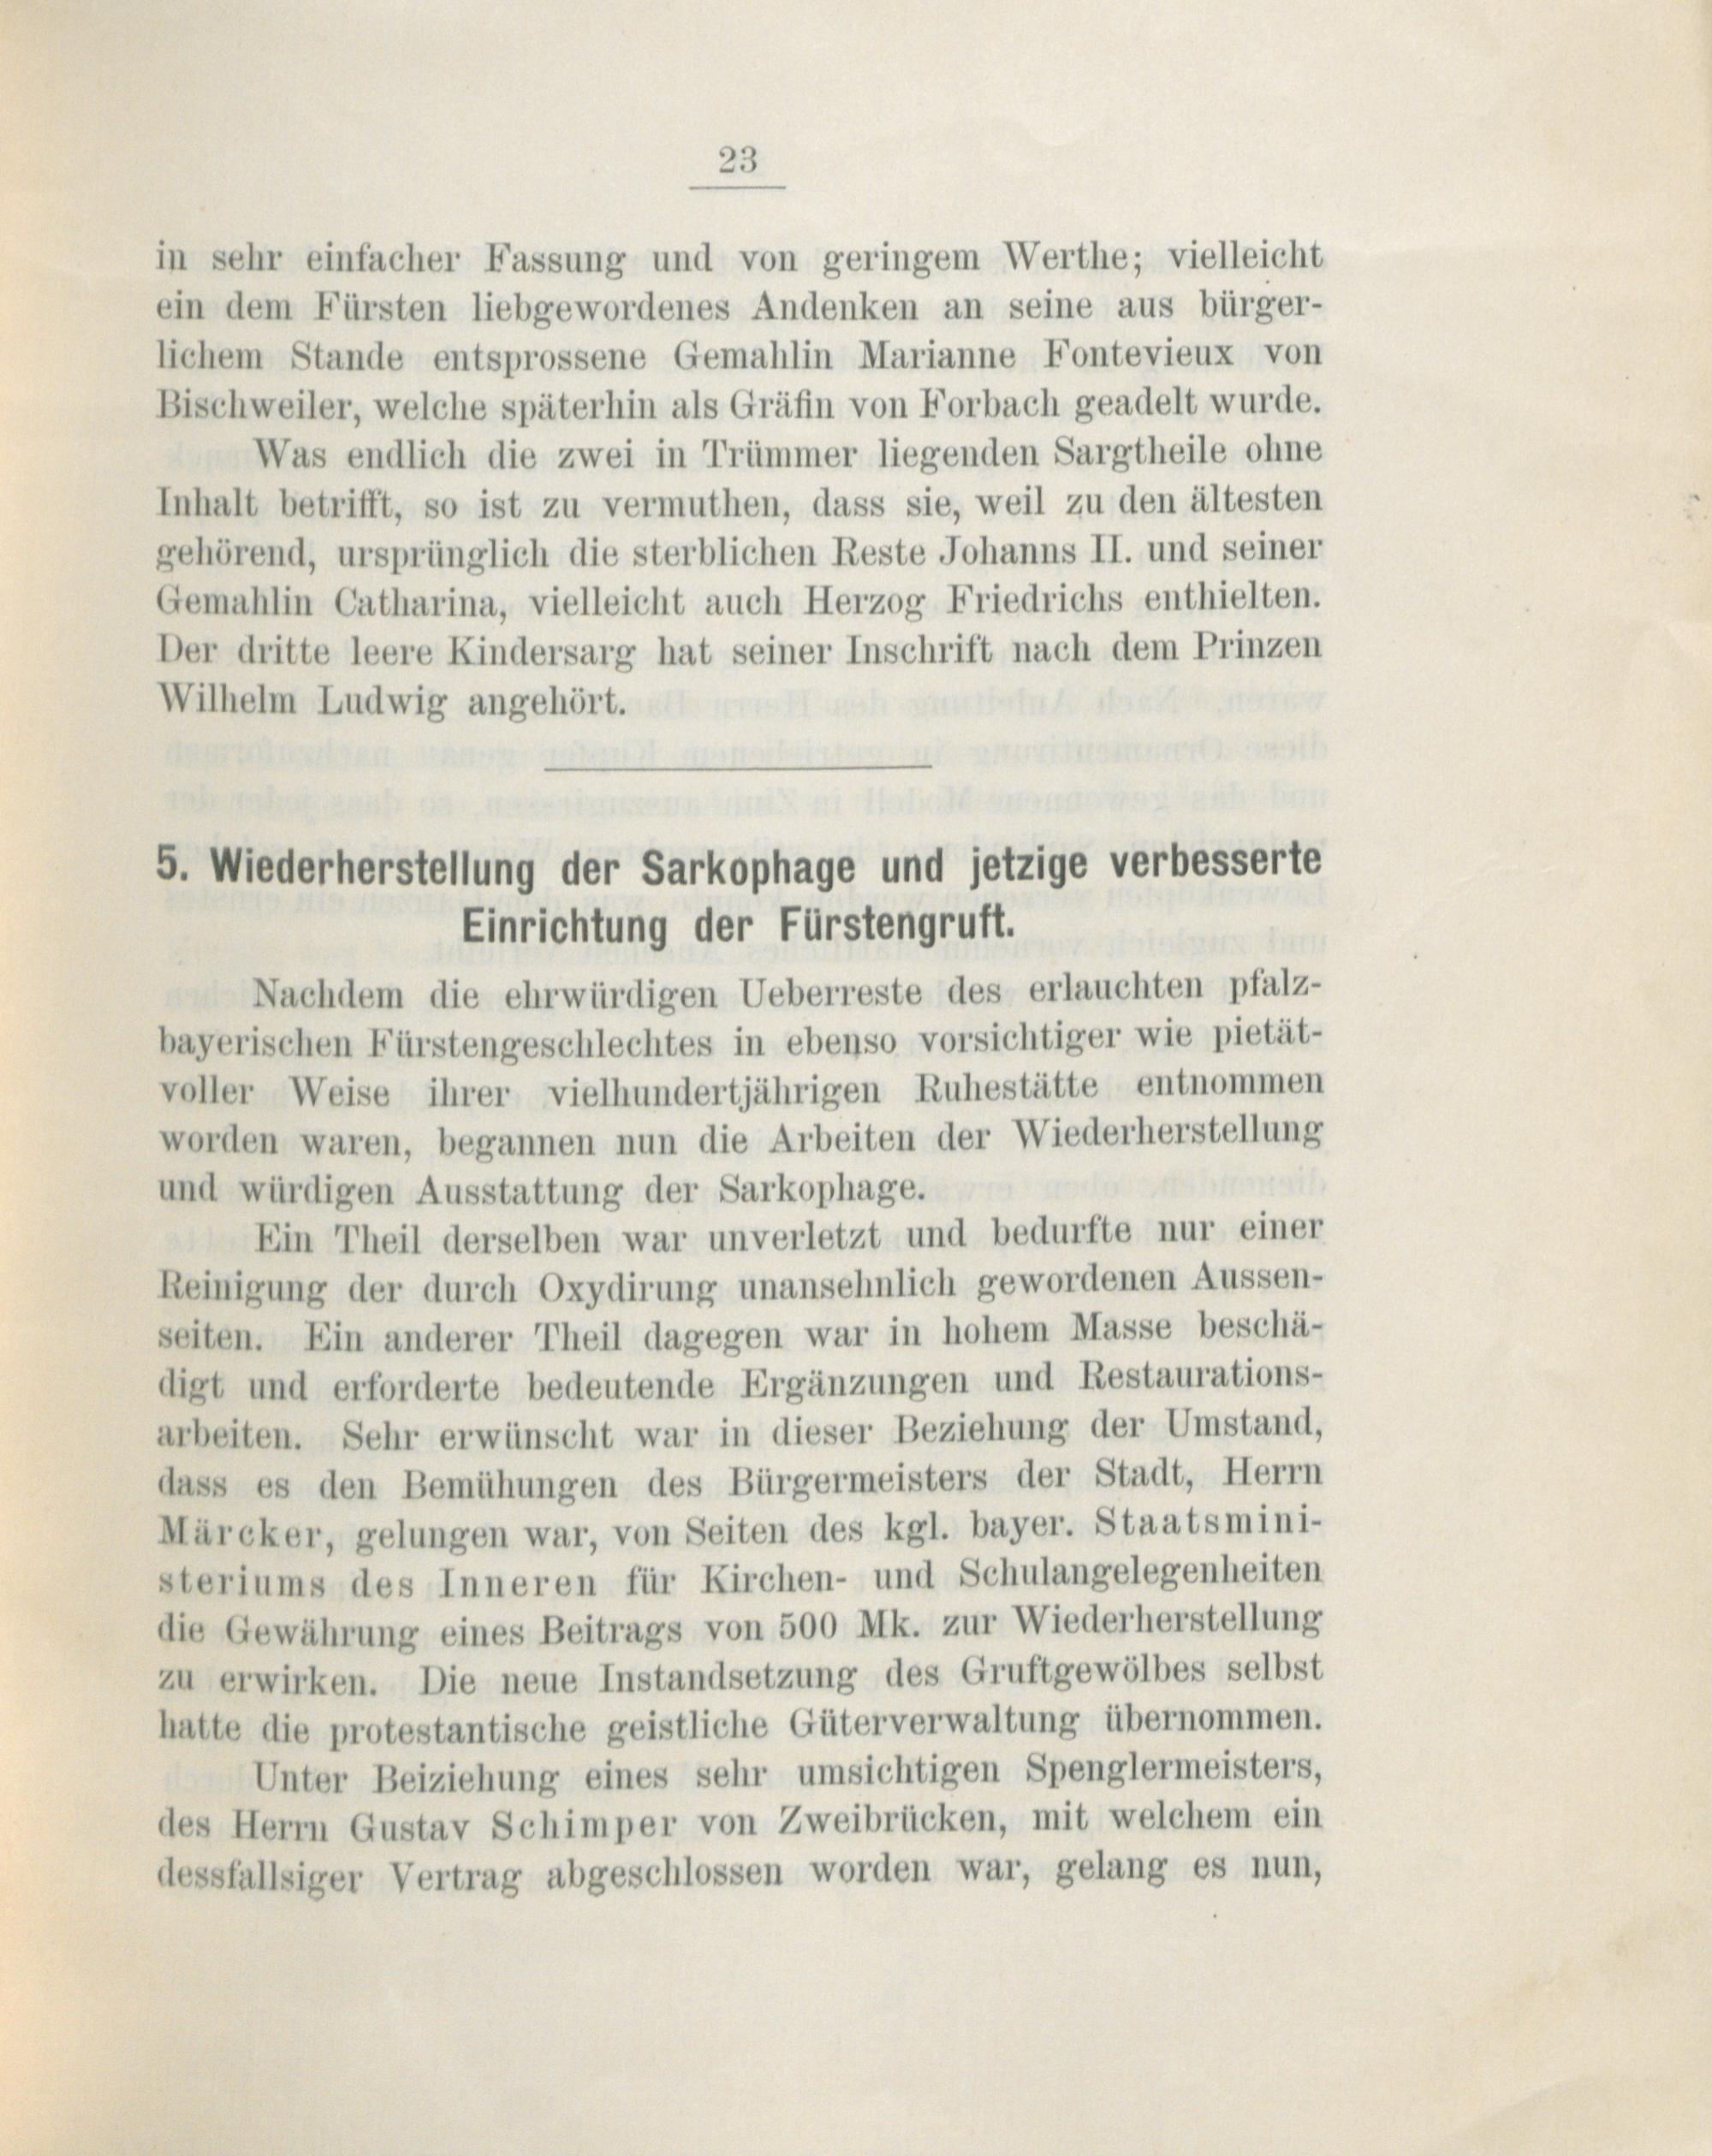 23
in sehr einfacher Fassung und von geringem Werthe; vielleicht
ein dem Fürsten liebgewordenes Andenken an seine aus bürger-
lichem Stande entsprossene Gemahlin Marianne Fontevieux von
Bischweiler, welche späterhin als Gräfin von Forbach geadelt wurde.
Was endlich die zwei in Trümmer liegenden Sargtheile ohne
Inhalt betrifft, so ist zu vermuthen, dass sie, weil zu den ältesten
gehörend, ursprünglich die sterblichen Reste Johanns II. und seiner
Gemahlin Catharina, vielleicht auch Herzog Friedrichs enthielten.
Der dritte leere Kindersarg hat seiner Inschrift nach dem Prinzen
Wilhelm Ludwig angehört.
5. Wiederherstellung der Sarkophage und jetzige verbesserte
Einrichtung der Fürstengruft.
Nachdem die ehrwürdigen Ueberreste des erlauchten pfalz-
bayerischen Fürstengeschlechtes in ebenso vorsichtiger wie pietät-
voller Weise ihrer vielhundertjährigen Ruhestätte entnommen
worden waren, begannen nun die Arbeiten der Wiederherstellung
und würdigen Ausstattung der Sarkophage.
Ein Theil derselben war unverletzt und bedurfte nur einer
Reinigung der durch Oxydirung unansehnlich gewordenen Aussen-
seiten. Ein anderer Theil dagegen war in hohem Masse beschä-
digt und erforderte bedeutende Ergänzungen und Restaurations-
arbeiten. Sehr erwünscht war in dieser Beziehung der Umstand,
dass es den Bemühungen des Bürgermeisters der Stadt, Herrn
Märcker, gelungen war, von Seiten des kgl. bayer. Staatsmini-
steriums des Inneren für Kirchen- und Schulangelegenheiten
die Gewährung eines Beitrags von 500 Mk. zur Wiederherstellung
zu erwirken. Die neue Instandsetzung des Gruftgewölbes selbst
hatte die protestantische geistliche Güterverwaltung übernommen.
Unter Beiziehung eines sehr umsichtigen Spenglermeisters,
des Herrn Gustav Schimper von Zweibrücken, mit welchem ein
dessfallsiger Vertrag abgeschlossen worden war, gelang es nun,